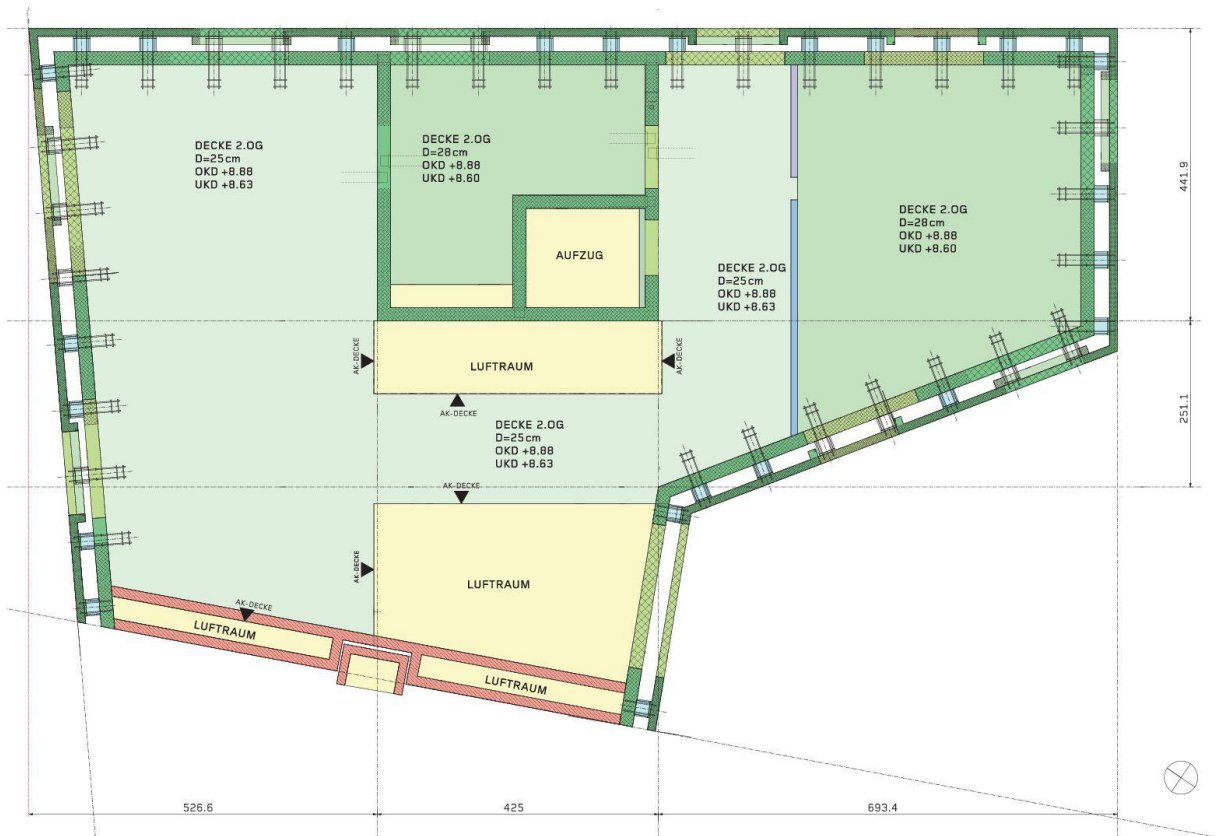 DECKE 2.OG
D=25cm
OKD +8.88
UKD +8.63
DECKE 2.OG
D=28cm
OKD +8.88
UKD +8.60
AUFZUG
DECKE 2.OG
D=25cm
OKD +8.88
UKD +8.63
DECKE 2.OG
D=28cm
OKD +8.88
UKD +8.60
441.9
AK-DECKE
LUFTRAUM
AK-DECKE
AK-DECKE
DECKE 2.OG
D=25cm
OKD +8.88
UKD +8.63
251.1
AK-DECKE
AK-DECKE
LUFTRAUM
AK-DECKE
LUFTRAUM
LUFTRAUM
526.6
425
693.4